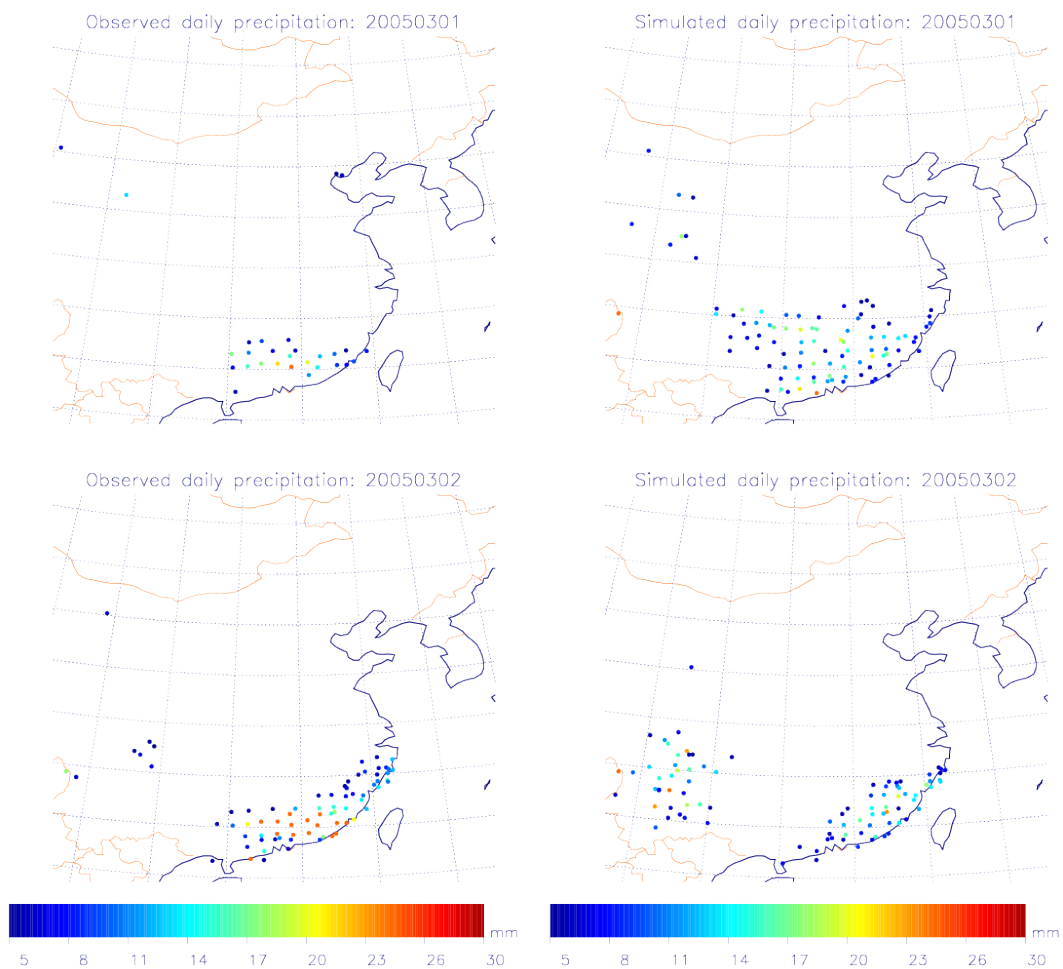 Observed daily precipitation: 20050301
Simulated daily precipitation: 20050301
Observed daily precipitation: 20050302
Simulated daily precipitation: 20050302
mm
5 8 11 14 17 20 23 26 30
mm
5 8 11 14 17 20 23 26 30